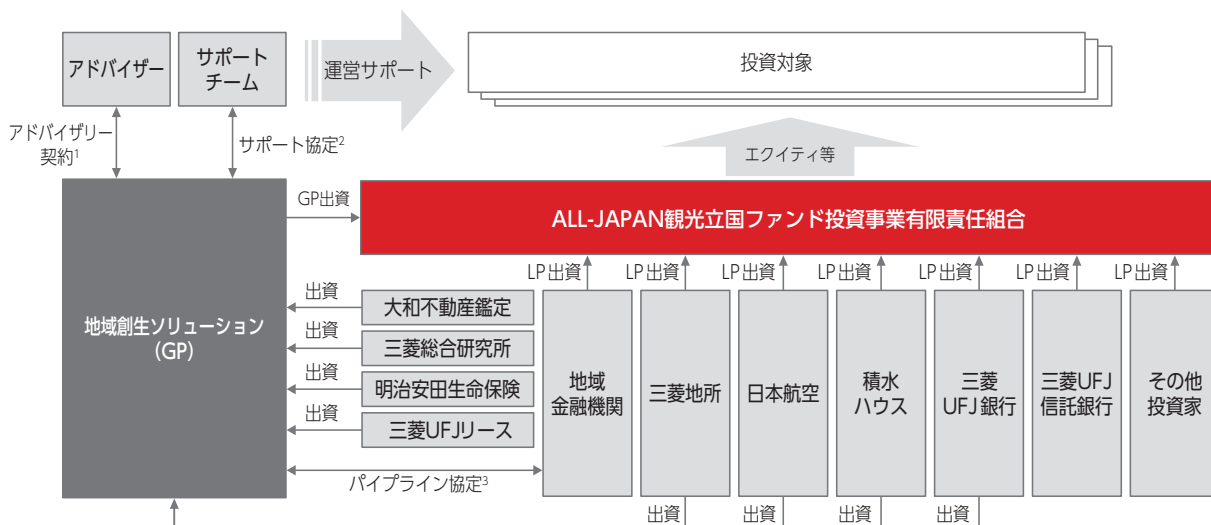 アドバイザー
サポート
チーム
運営サポート
投資対象
アドバイザリー
契約1
サポート協定2
エクイティ等
GP出資
ALL-JAPAN観光立国ファンド投資事業有限責任組合
LP出資
LP出資
LP出資
LP出資
LP出資
LP出資
LP出資
地域創生ソリューション
(GP)
出資
大和不動産鑑定
出資
三菱総合研究所
出資
明治安田生命保険
出資
三菱UFJリース
パイプライン協定3
地域
金融機関
三菱地所
日本航空
積水
ハウス
三菱
UFJ銀行
三菱UFJ
信託銀行
その他
投資家
出資
出資
出資
出資